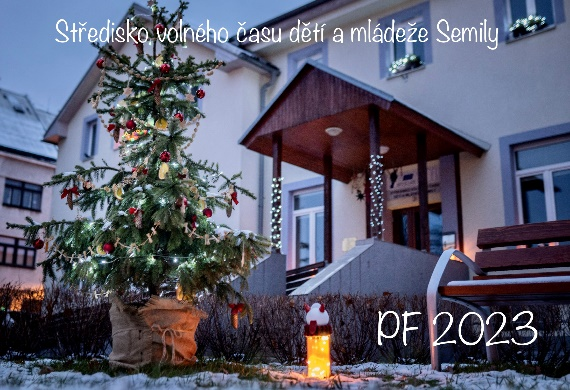 Středisko volného času dětí a mládeže Semily
PF 2023